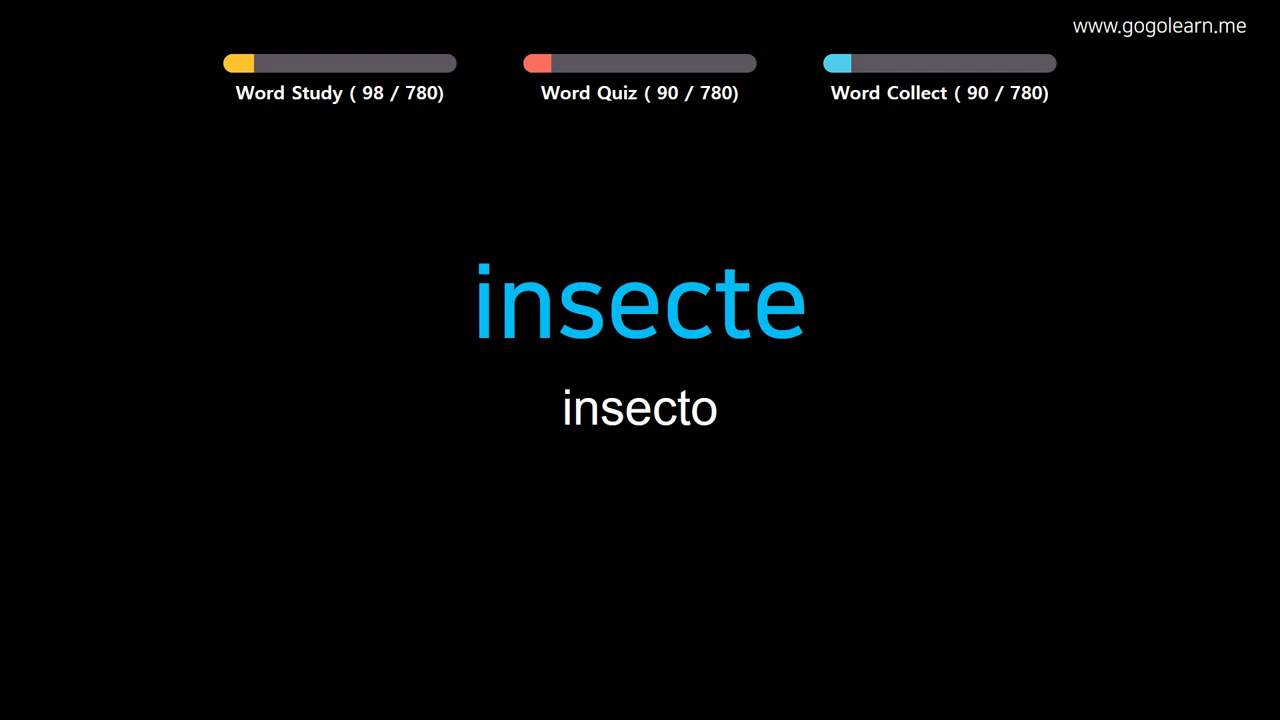 www.gogolearn.me
Word Study ( 98 / 780)
Word Quiz ( 90 / 780)
Word Collect ( 90 / 780)
insecte
insecto